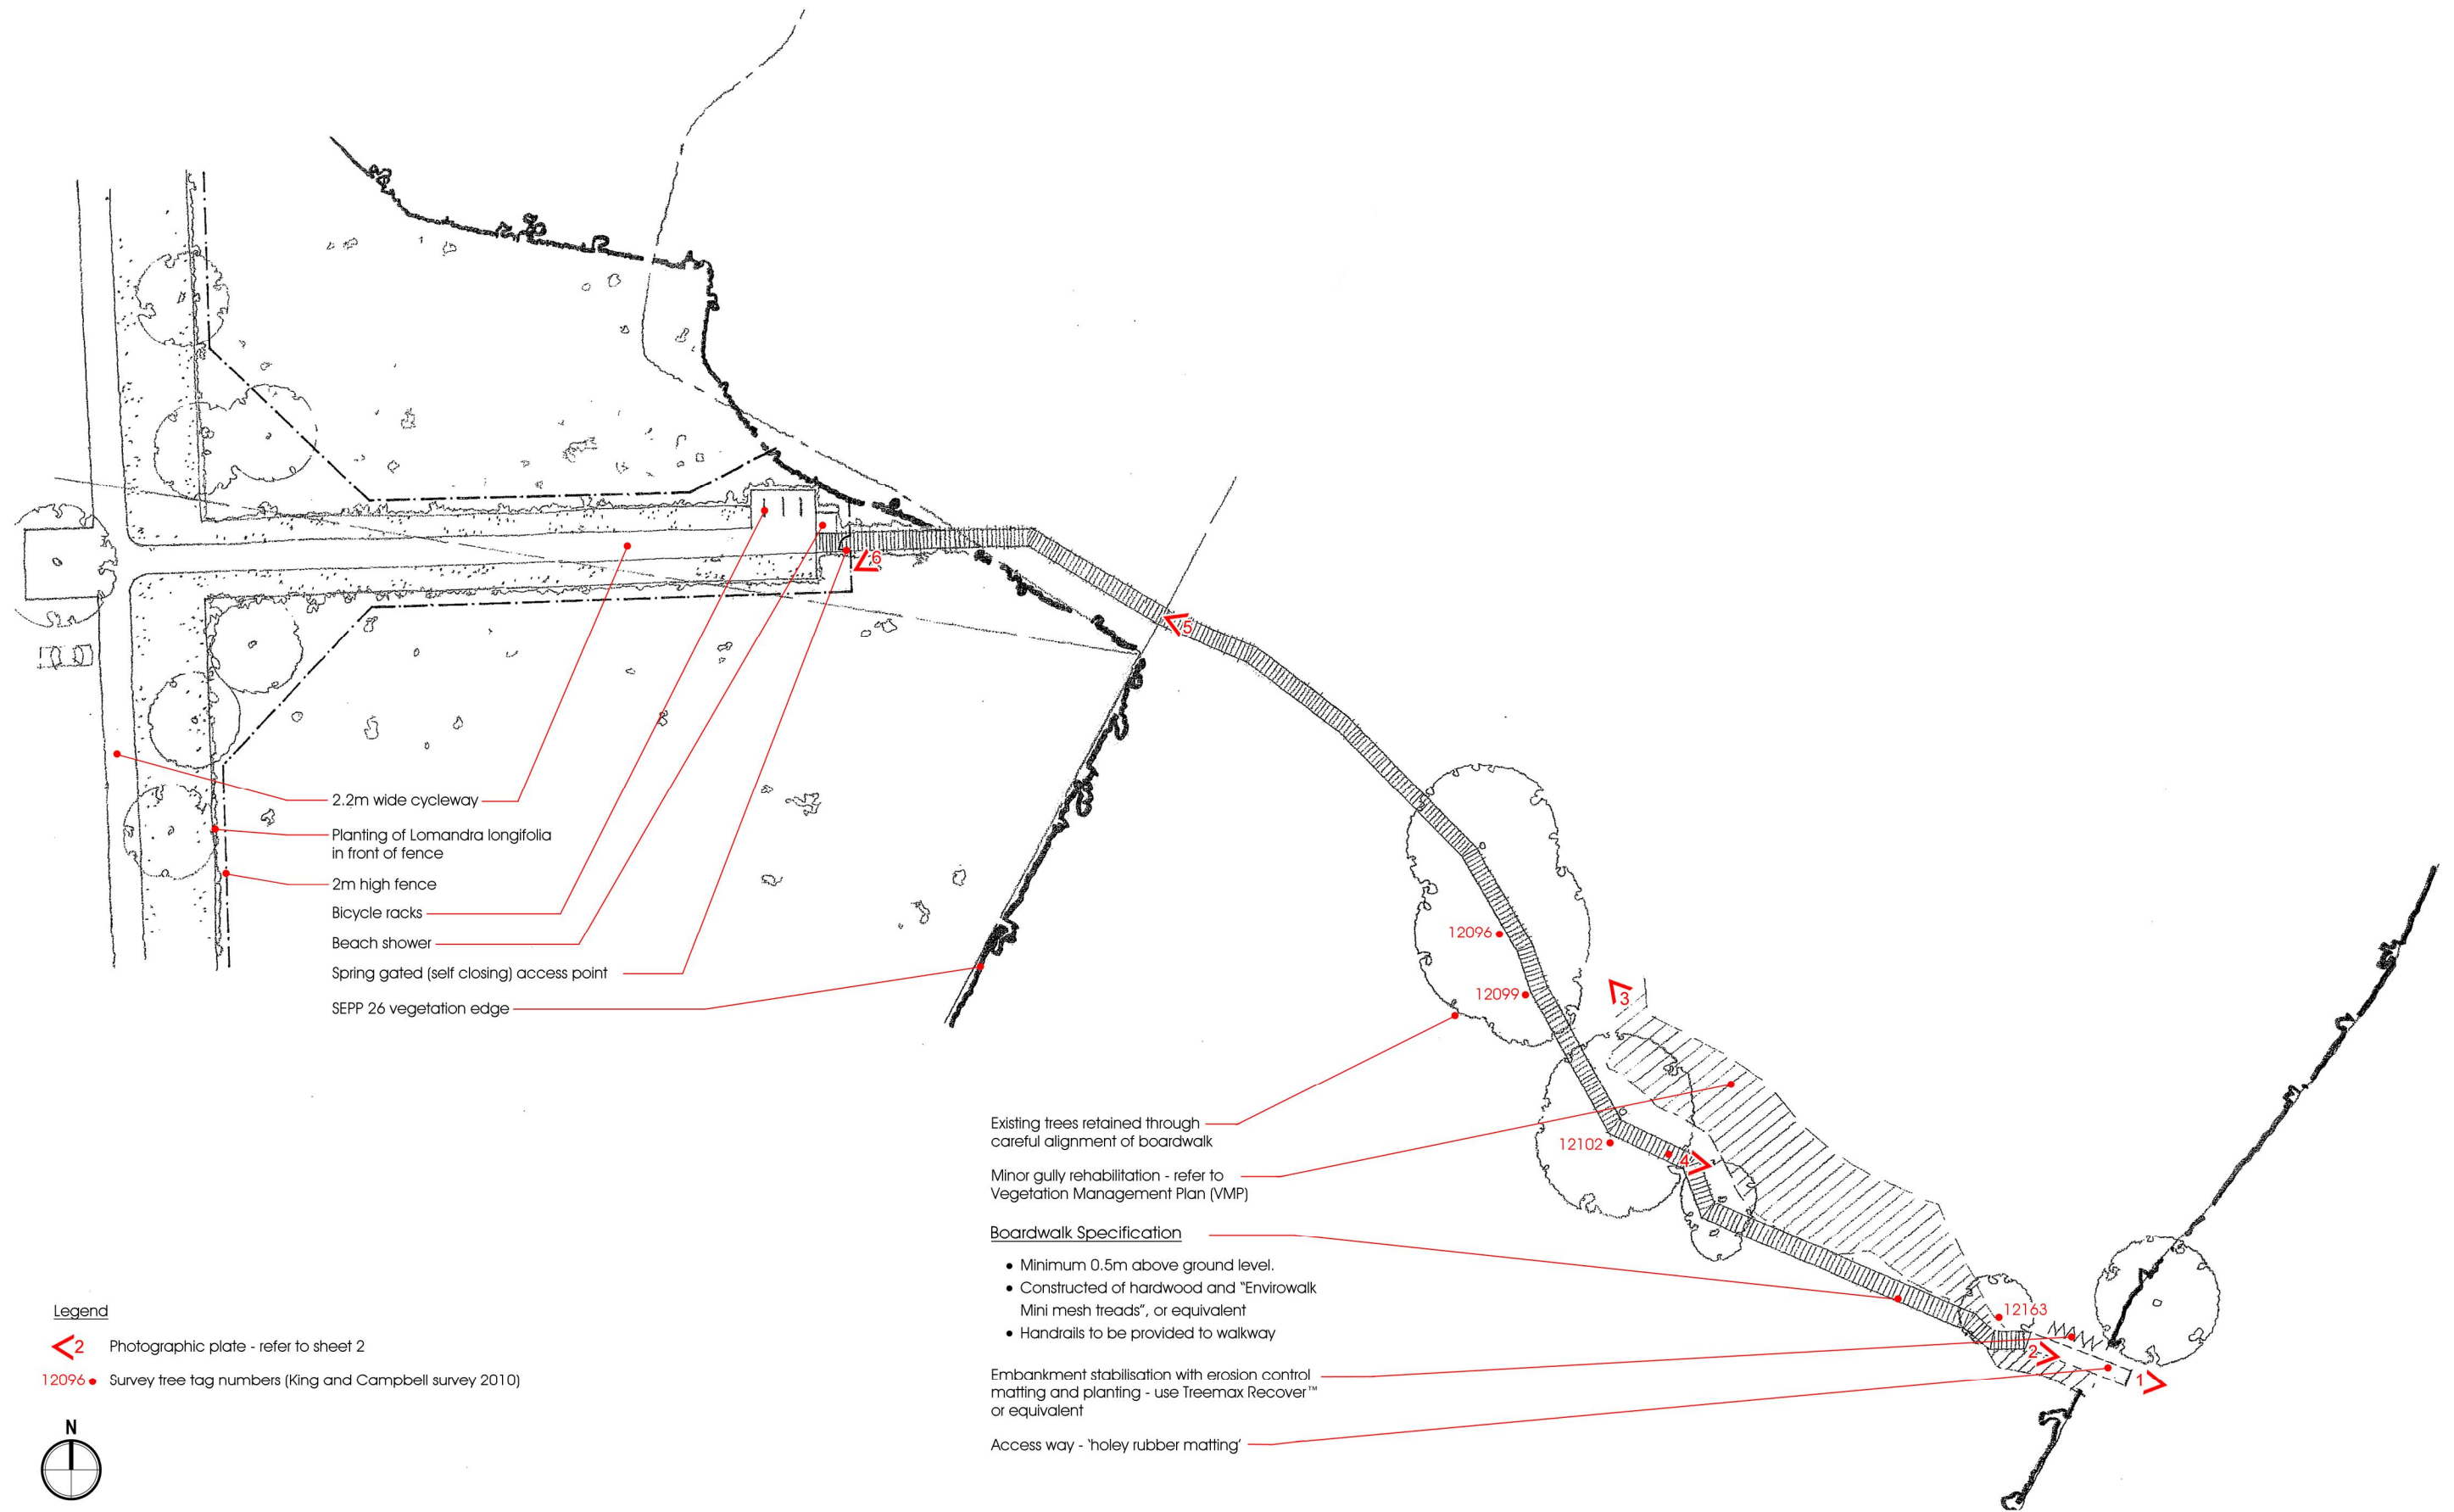 6
5
2.2m wide cycleway
Planting of Lomandra longifolia
in front of fence
2m high fence
Bicycle racks
Beach shower
Spring gated (self closing) access point
SEPP 26 vegetation edge
12096
12099
3
12102
4
Existing trees retained through
careful alignment of boardwalk
Minor gully rehabilitation - refer to
Vegetation Management Plan (VMP)
Boardwalk Specification
• Minimum 0.5m above ground level.
• Constructed of hardwood and “Envirowalk
Mini mesh treads”, or equivalent
• Handrails to be provided to walkway
12163
2
1
Embankment stabilisation with erosion control
matting and planting - use Treemax Recover™
or equivalent
Access way - ‘holey rubber matting’
Legend
2 Photographic plate - refer to sheet 2
12096 • Survey tree tag numbers (King and Campbell survey 2010)
N